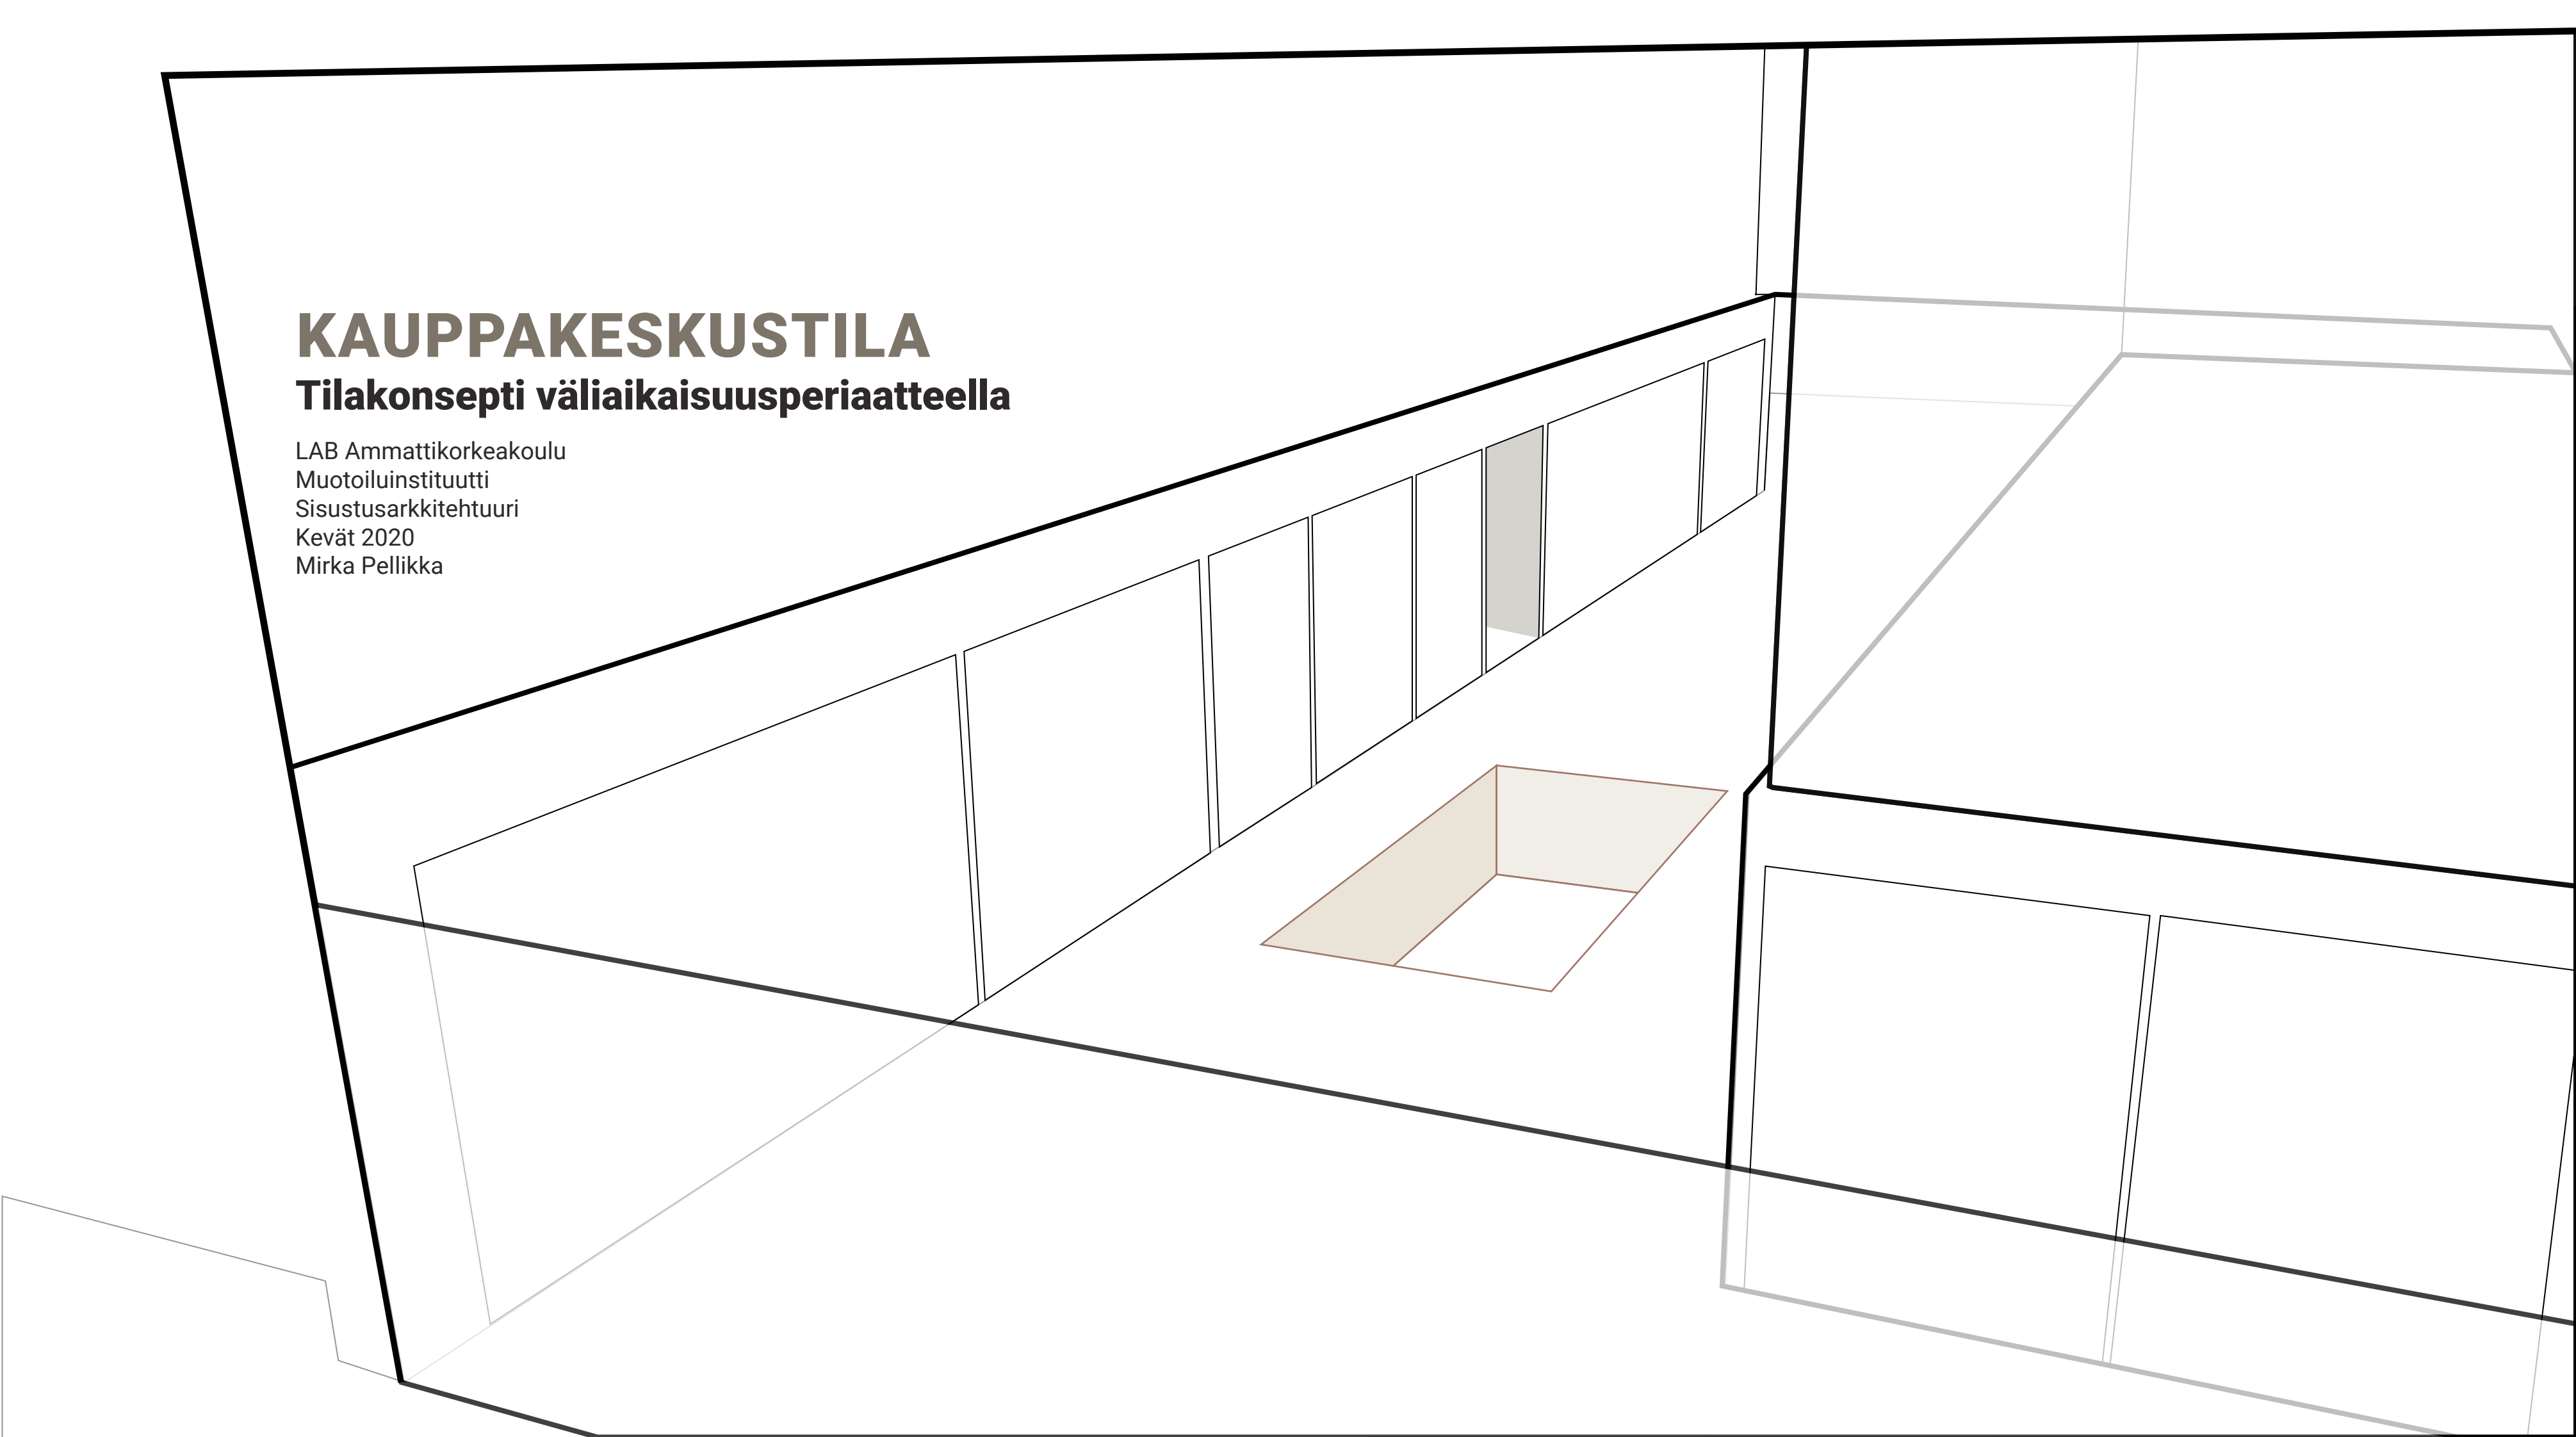 KAUPPAKESKUSTILA
Tilakonsepti väliaikaisuusperiaatteella
LAB Ammattikorkeakoulu
Muotoiluinstituutti
Sisustusarkkitehtuuri
Kevät 2020
Mirka Pellikka